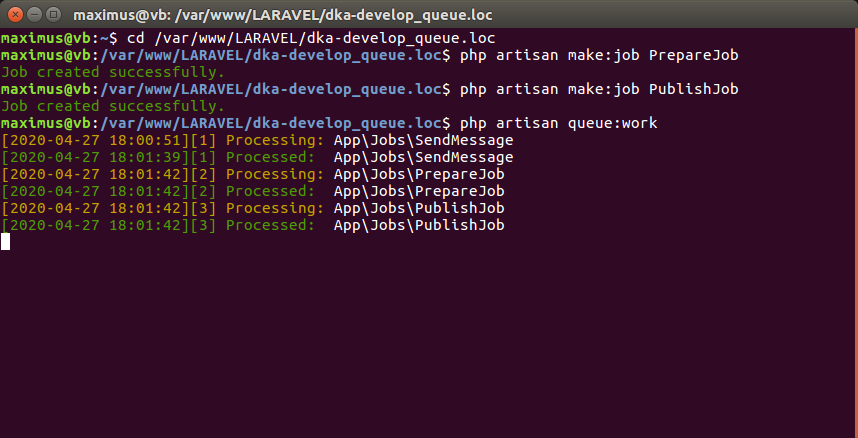 maximus@vb: /var/www/LARAVEL/dka-develop_queue.loc
maximus@vb:~$ cd /var/www/LARAVEL/dka-develop_queue.loc
maximus@vb:/var/www/LARAVEL/dka-develop_queue.loc$ php artisan make:job PrepareJob
Job created successfully.
maximus@vb:/var/www/LARAVEL/dka-develop_queue.loc$ php artisan make:job PublishJob
Job created successfully.
maximus@vb:/var/www/LARAVEL/dka-develop_queue.loc$ php artisan queue:work
[2020-04-27 18:00:51][1] Processing: App\Jobs\SendMessage
[2020-04-27 18:01:39][1] Processed:  App\Jobs\SendMessage
[2020-04-27 18:01:42][2] Processing: App\Jobs\PrepareJob
[2020-04-27 18:01:42][2] Processed:  App\Jobs\PrepareJob
[2020-04-27 18:01:42][3] Processing: App\Jobs\PublishJob
[2020-04-27 18:01:42][3] Processed:  App\Jobs\PublishJob